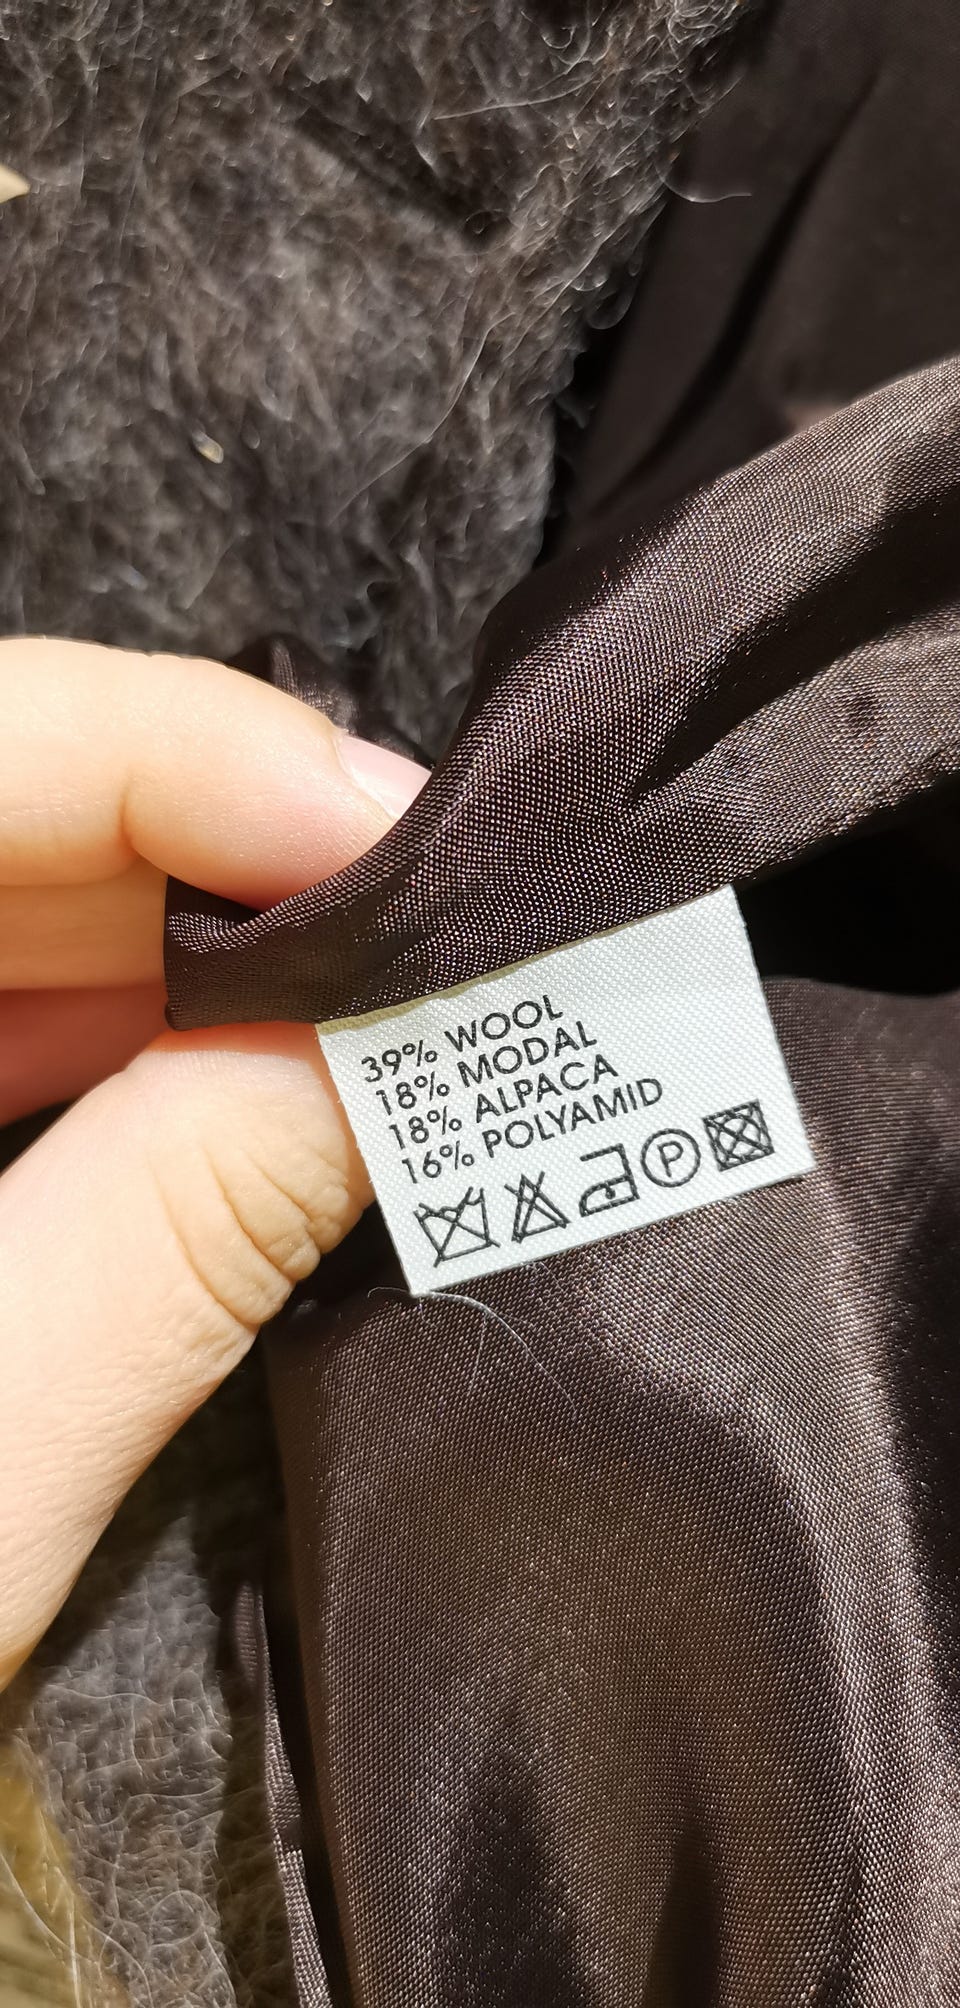 39% WOOL
18% MODAL
18% ALPACA
16% POLYAMID
P